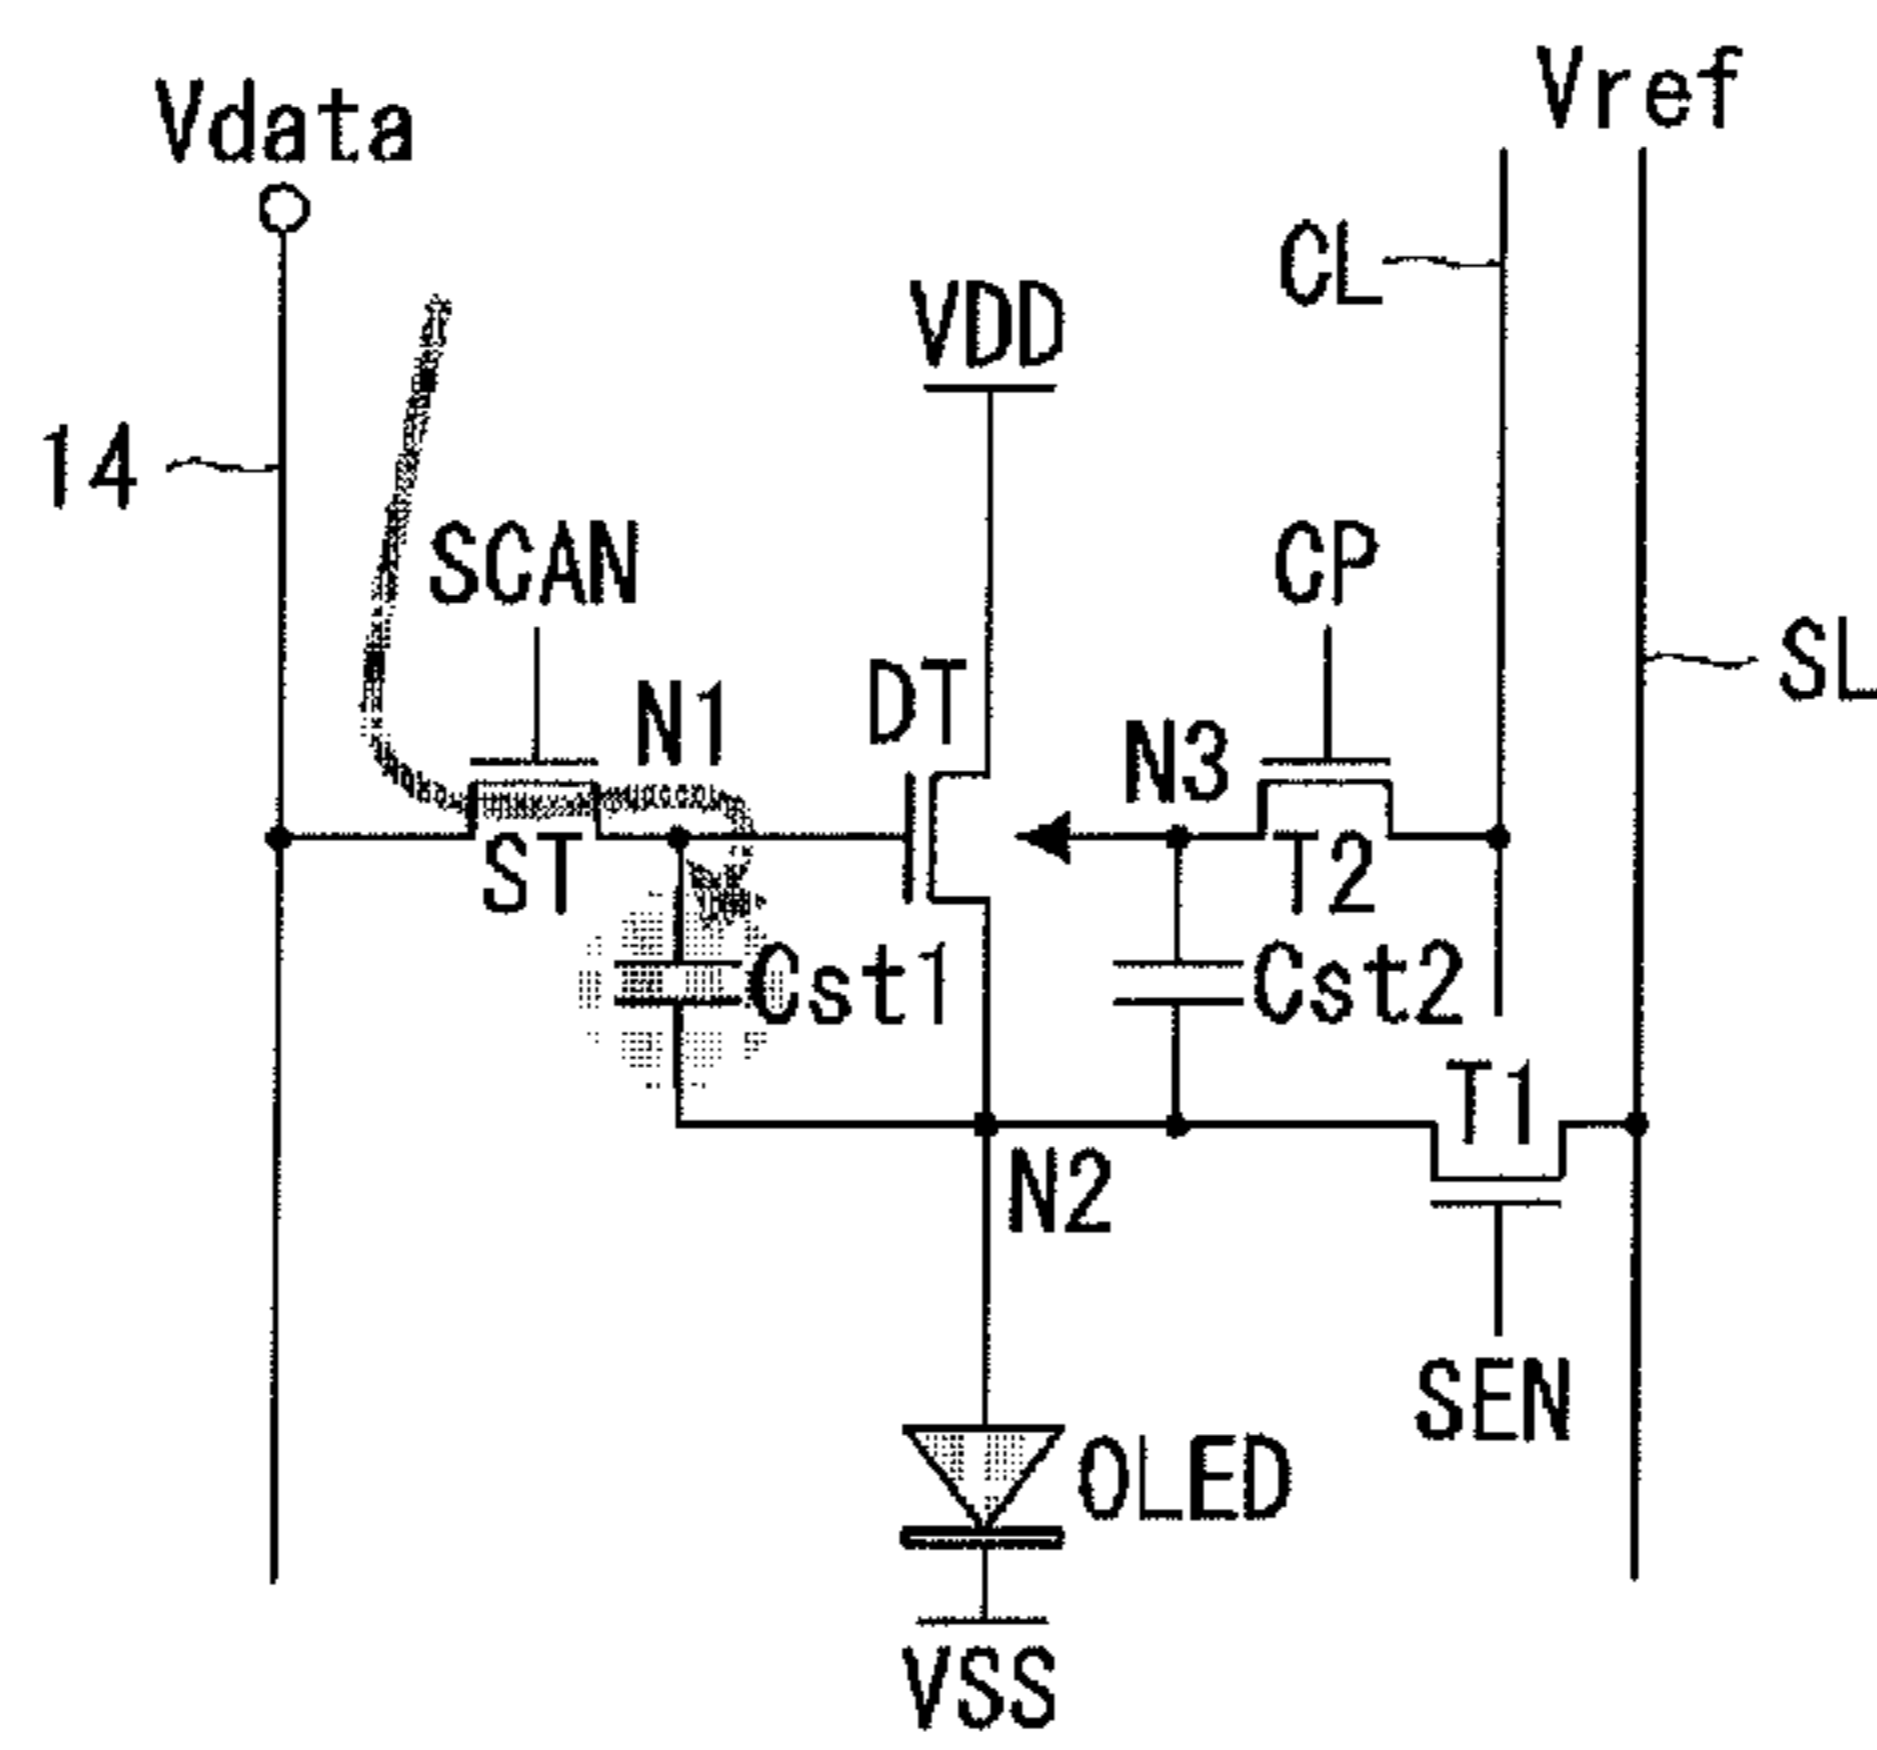 Vdata
Vref
CL
VDD
14
SCAN
CP
SL
N1
DT
N3
ST
T2
Cst1
Cst2
T1
N2
SEN
OLED
VSS